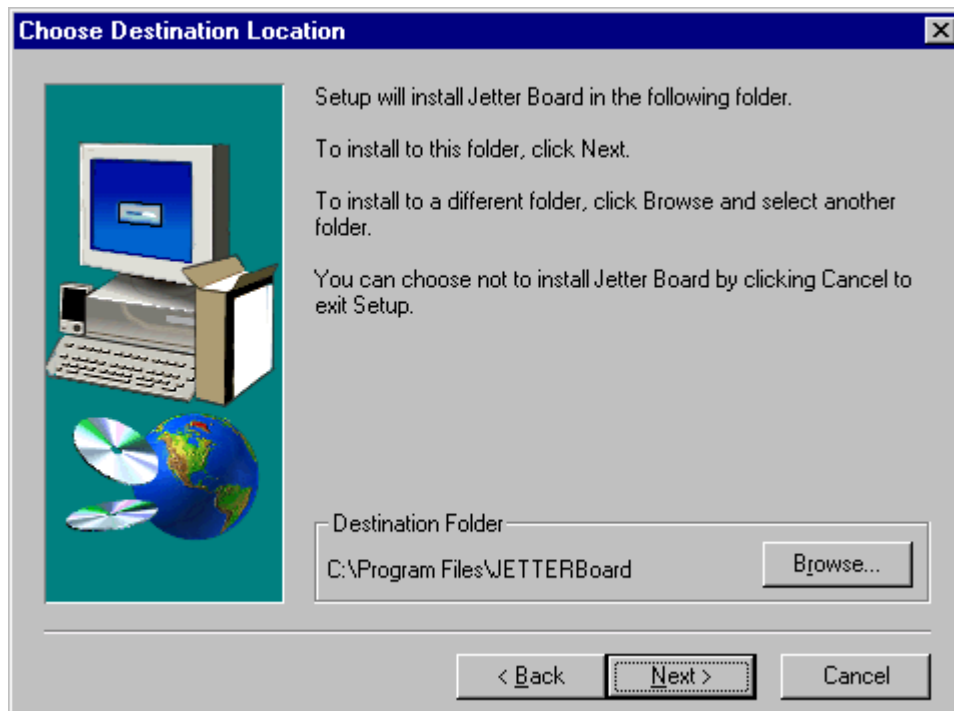 Choose Destination Location
Setup will install Jetter Board in the following folder.
To install to this folder, click Next.
To install to a different folder, click Browse and select another
folder.
You can choose not to install Jetter Board by clicking Cancel to
exit Setup.
Destination Folder
C:\Program Files\JETTERBoard
Browse...
< Back
Next >
Cancel